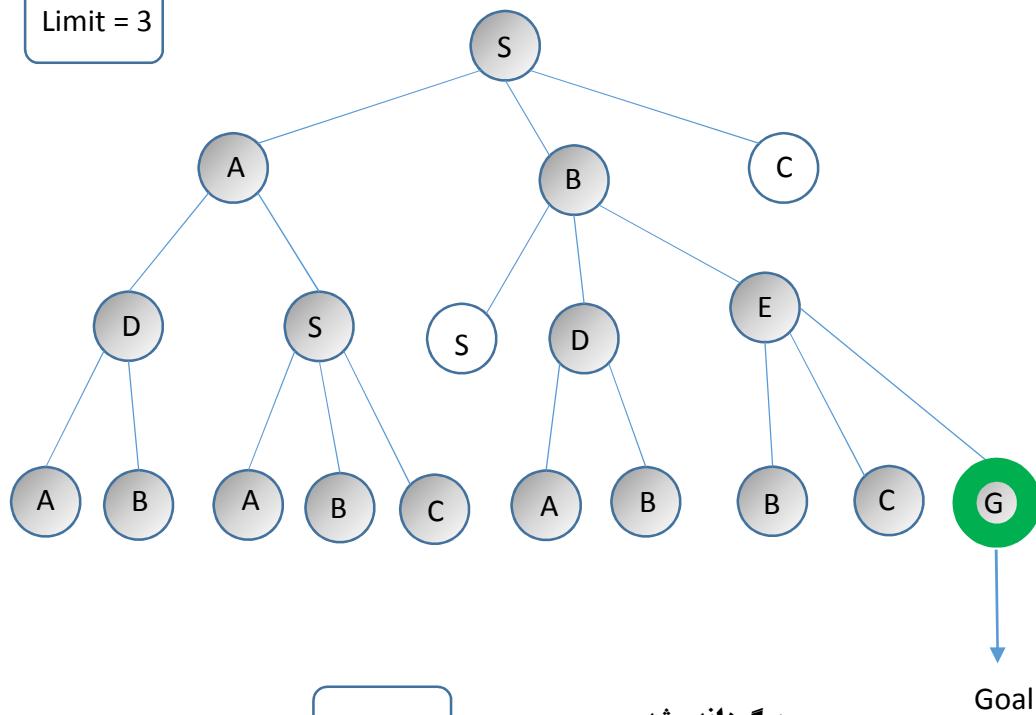 Limit = 3
S
A B C
D S S D E
A B A B C A B B C G
Goal